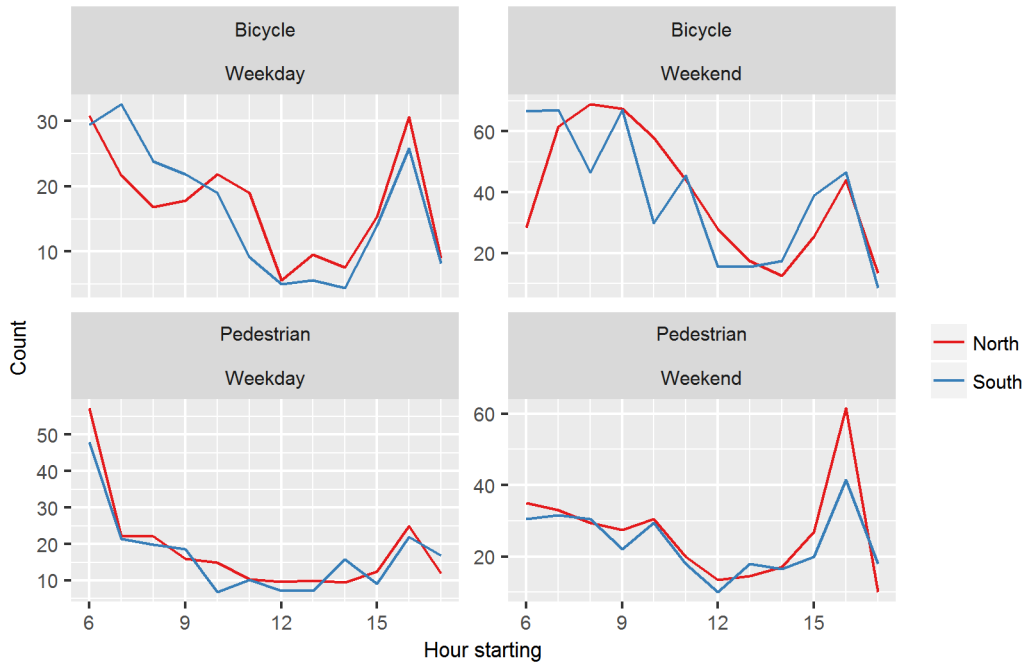 Bicycle
Weekday
Bicycle
Weekend
30
20
10
60
40
20
Count
Pedestrian
Weekday
Pedestrian
Weekend
50
40
30
20
10
60
40
20
North
South
6 9 12 15
6 9 12 15
Hour starting